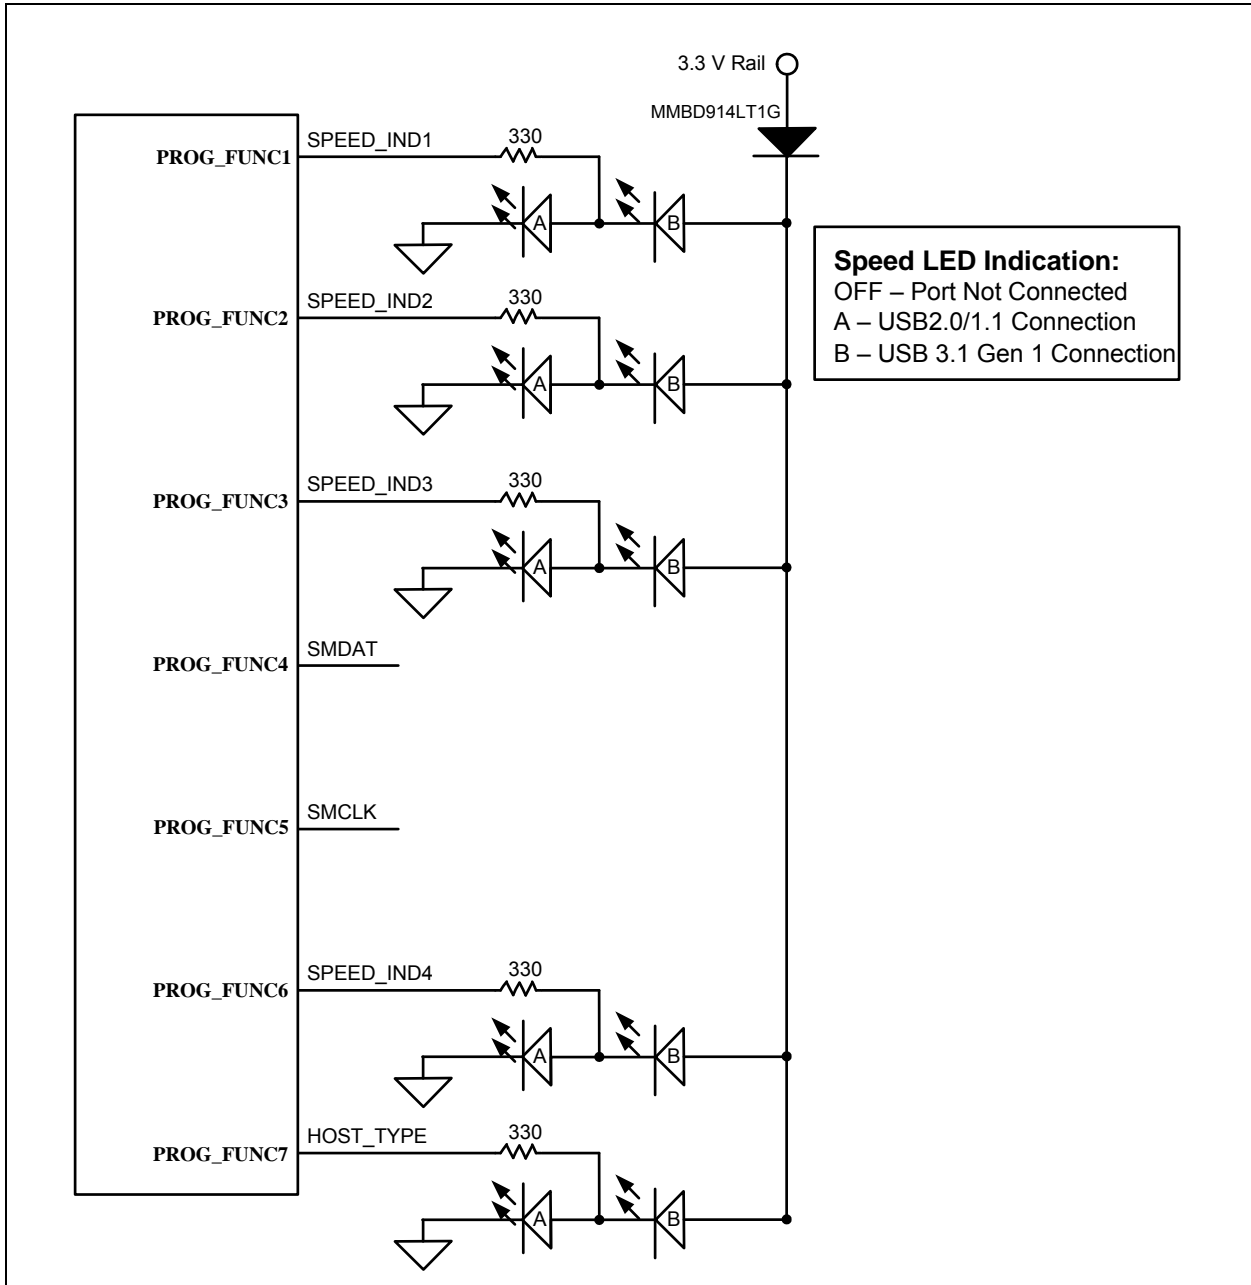 3.3 V Rail
MMBD914LT1G
PROG_FUNC1 SPEED_IND1 330
A B
Speed LED Indication:
OFF – Port Not Connected
A – USB2.0/1.1 Connection
B – USB 3.1 Gen 1 Connection
PROG_FUNC2 SPEED_IND2 330
A B
PROG_FUNC3 SPEED_IND3 330
A B
PROG_FUNC4 SMDAT
PROG_FUNC5 SMCLK
PROG_FUNC6 SPEED_IND4 330
A B
PROG_FUNC7 HOST_TYPE 330
A B